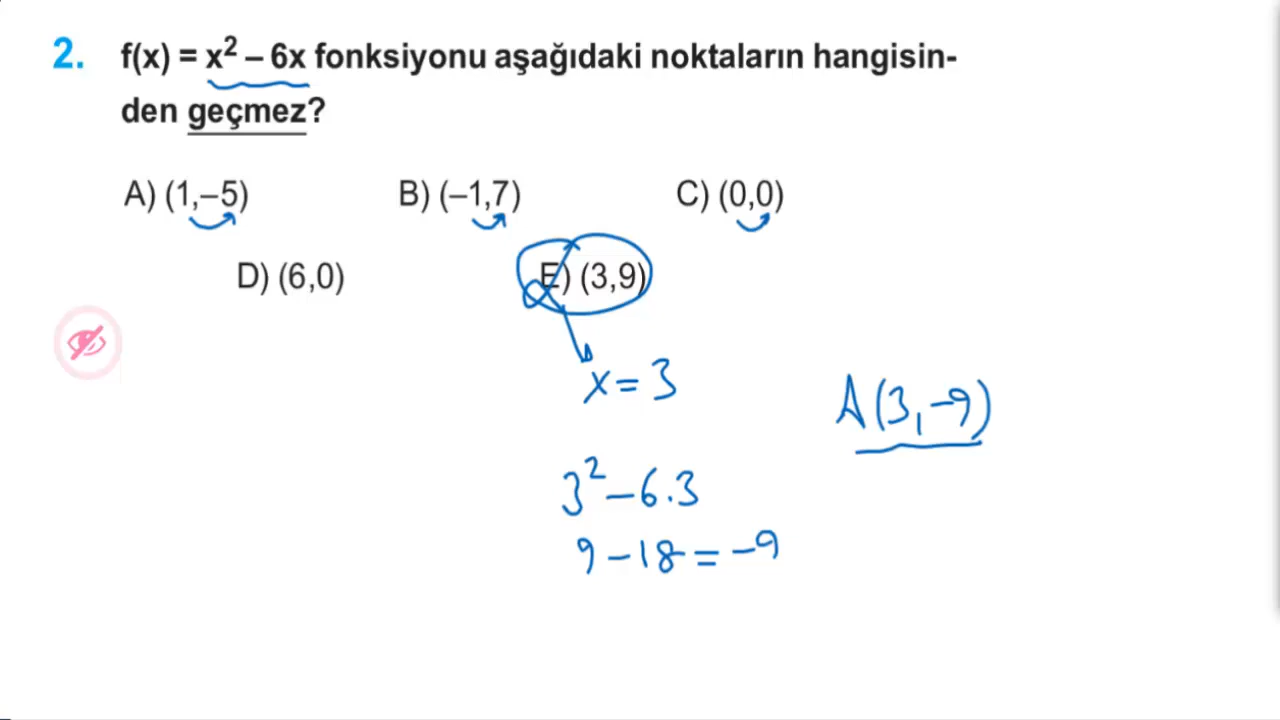 2. f(x) = x² – 6x fonksiyonu aşağıdaki noktaların hangisin-
den geçmez?
A) (1,–5) B) (–1,7) C) (0,0)
D) (6,0) E) (3,9)
x = 3
A(3,-9)
3² – 6.3
9 – 18 = -9